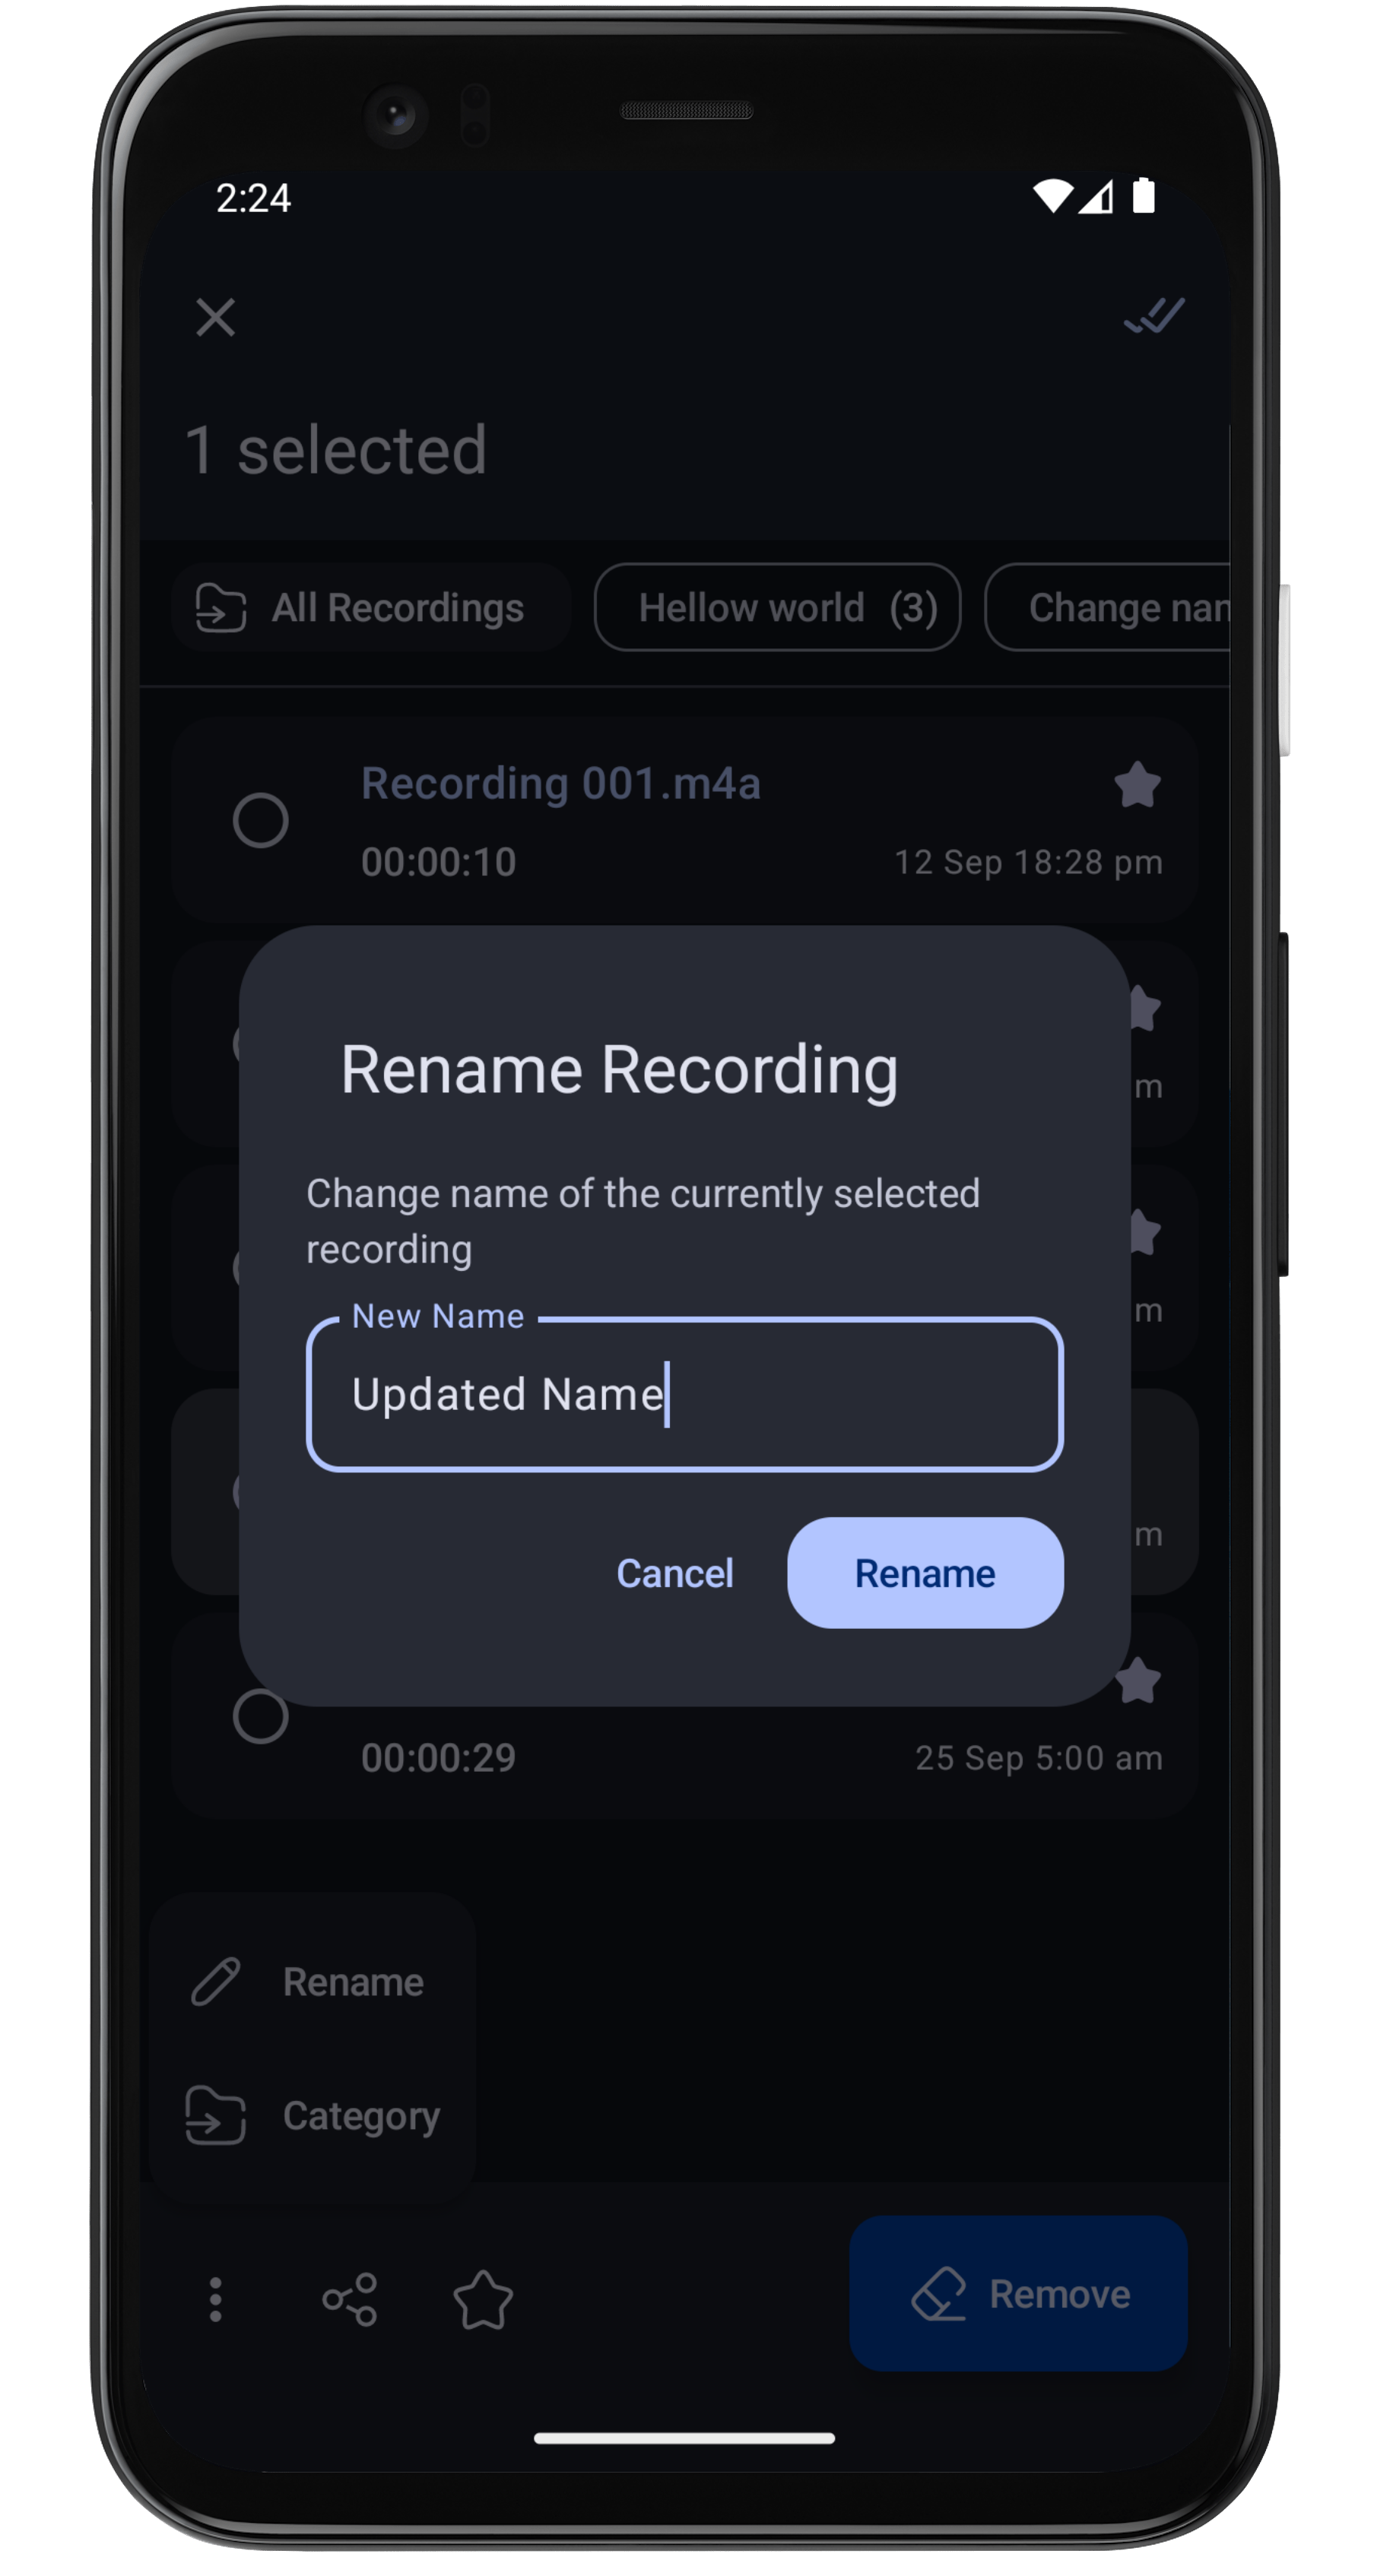 2:24
1 selected
All Recordings
Hellow world (3)
Change nan
Recording 001.m4a
00:00:10
12 Sep 18:28 pm
m
Rename Recording
Change name of the currently selected
recording
m
New Name
Updated Name
m
Cancel
Rename
00:00:29
25 Sep 5:00 am
Rename
Category
Remove